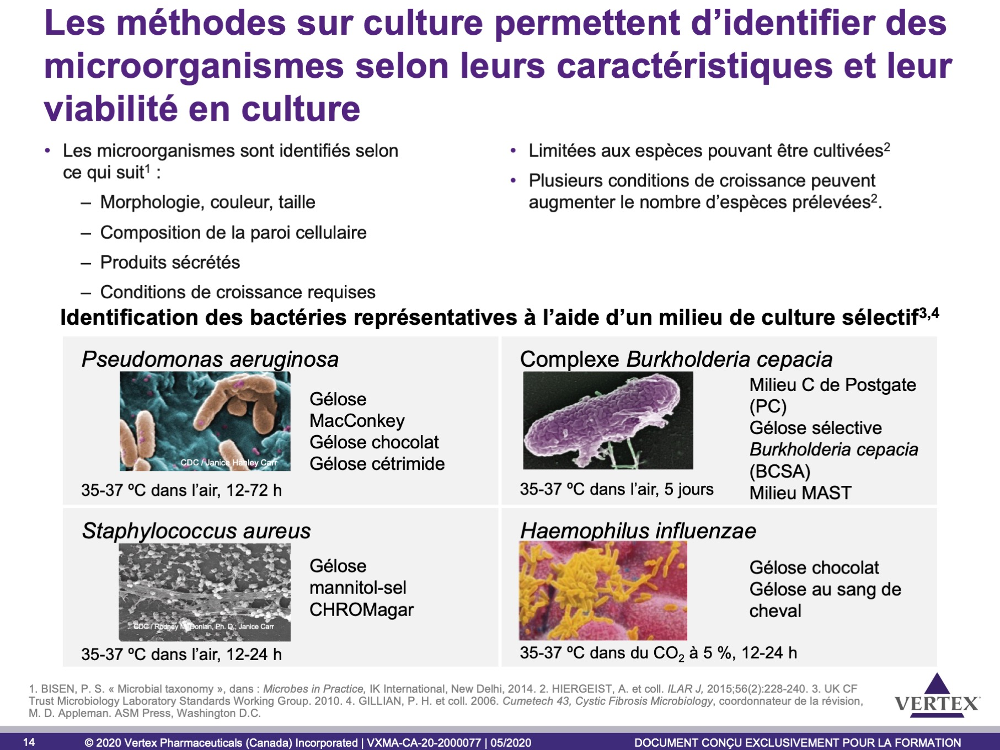 Les méthodes sur culture permettent d’identifier des
microorganismes selon leurs caractéristiques et leur
viabilité en culture
• Les microorganismes sont identifiés selon
ce qui suit¹ :
– Morphologie, couleur, taille
– Composition de la paroi cellulaire
– Produits sécrétés
– Conditions de croissance requises
• Limitées aux espèces pouvant être cultivées²
• Plusieurs conditions de croissance peuvent
augmenter le nombre d’espèces prélevées².
Identification des bactéries représentatives à l’aide d’un milieu de culture sélectif³,⁴
Pseudomonas aeruginosa
CDC / Janice Hanley Carr
Gélose
MacConkey
Gélose chocolat
Gélose cétrimide
35-37 ºC dans l’air, 12-72 h
Complexe Burkholderia cepacia
Milieu C de Postgate
(PC)
Gélose sélective
Burkholderia cepacia
(BCSA)
Milieu MAST
35-37 ºC dans l’air, 5 jours
Staphylococcus aureus
CDC / Rodney M. Donlan, Ph. D.; Janice Carr
Gélose
mannitol-sel
CHROMagar
35-37 ºC dans l’air, 12-24 h
Haemophilus influenzae
Gélose chocolat
Gélose au sang de
cheval
35-37 ºC dans du CO₂ à 5 %, 12-24 h
1. BISEN, P. S. « Microbial taxonomy », dans : Microbes in Practice, IK International, New Delhi, 2014. 2. HIERGEIST, A. et coll. ILAR J, 2015;56(2):228-240. 3. UK CF
Trust Microbiology Laboratory Standards Working Group. 2010. 4. GILLIAN, P. H. et coll. 2006. Cumetech 43, Cystic Fibrosis Microbiology, coordonnateur de la révision,
M. D. Appleman. ASM Press, Washington D.C.
VERTEX
14
© 2020 Vertex Pharmaceuticals (Canada) Incorporated | VXMA-CA-20-2000077 | 05/2020
DOCUMENT CONÇU EXCLUSIVEMENT POUR LA FORMATION